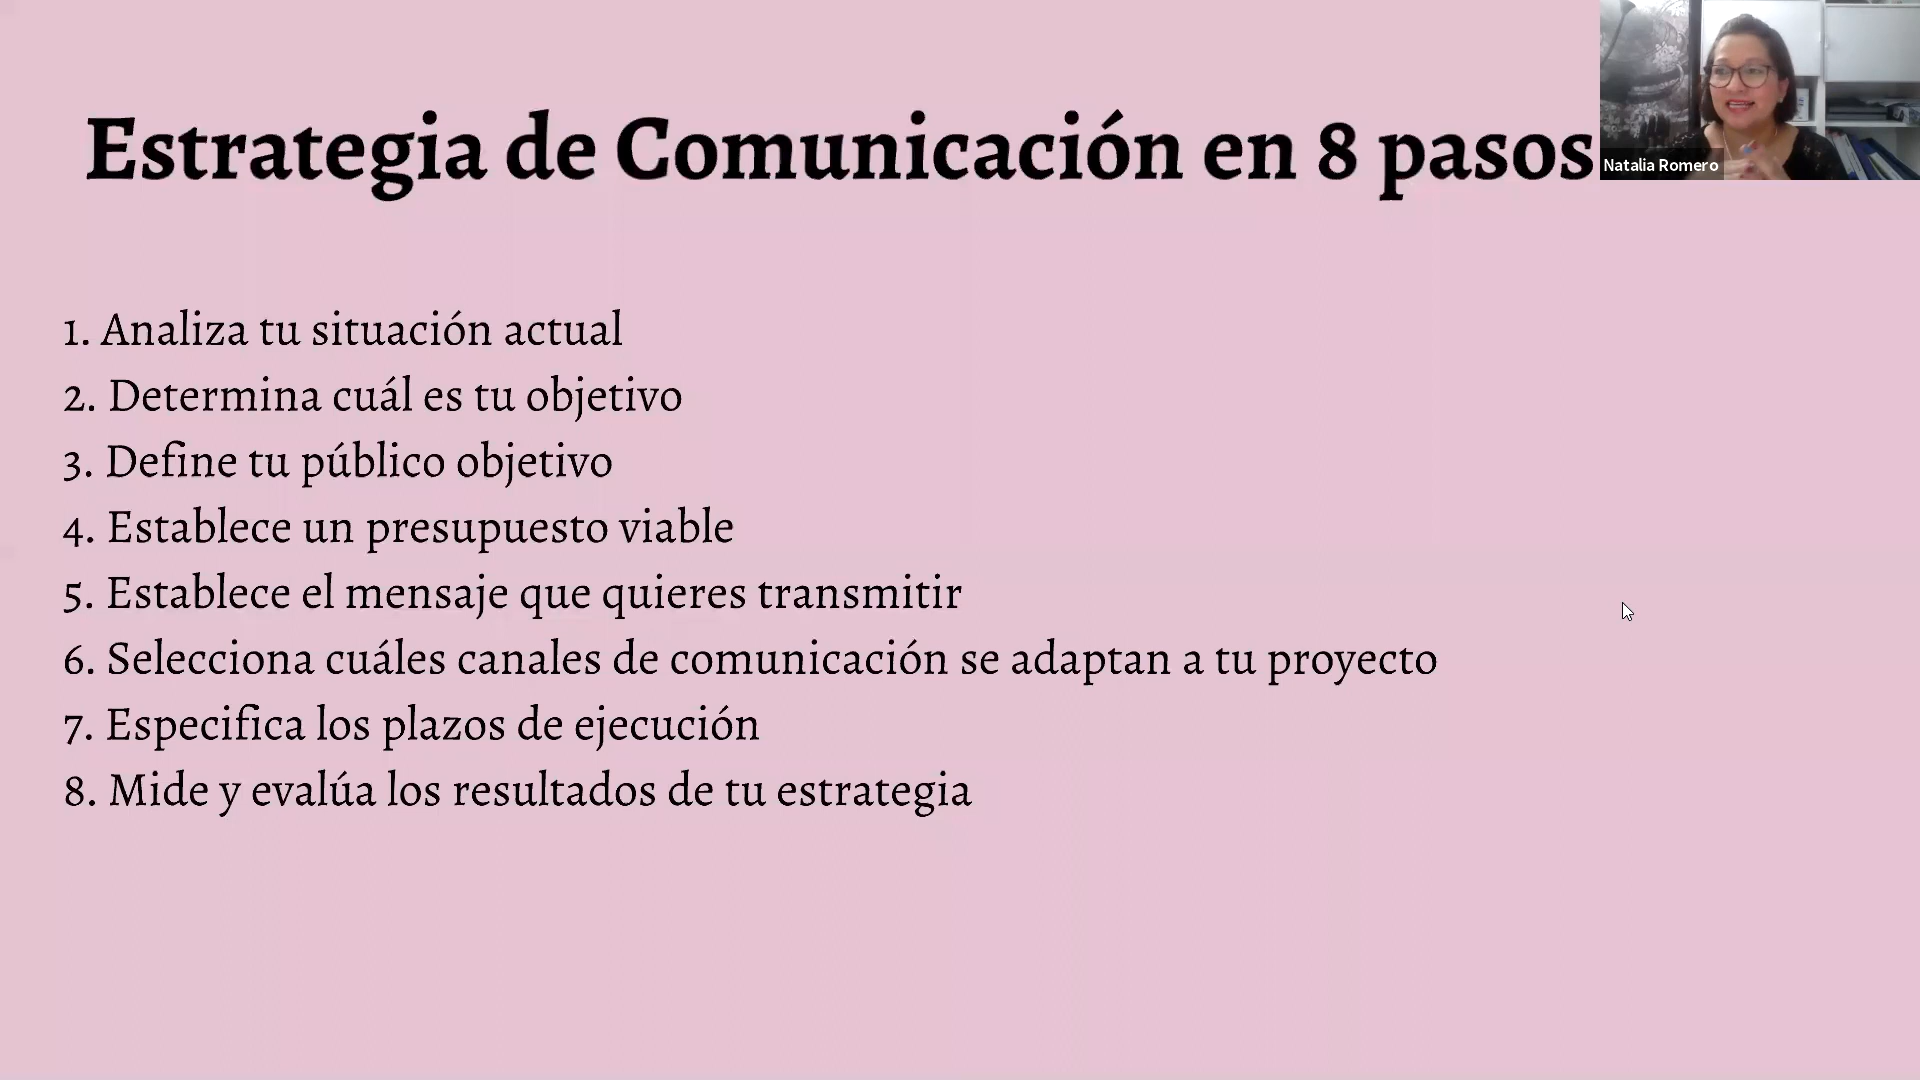 Estrategia de Comunicación en 8 pasos
Natalia Romero
1. Analiza tu situación actual
2. Determina cuál es tu objetivo
3. Define tu público objetivo
4. Establece un presupuesto viable
5. Establece el mensaje que quieres transmitir
6. Selecciona cuáles canales de comunicación se adaptan a tu proyecto
7. Especifica los plazos de ejecución
8. Mide y evalúa los resultados de tu estrategia